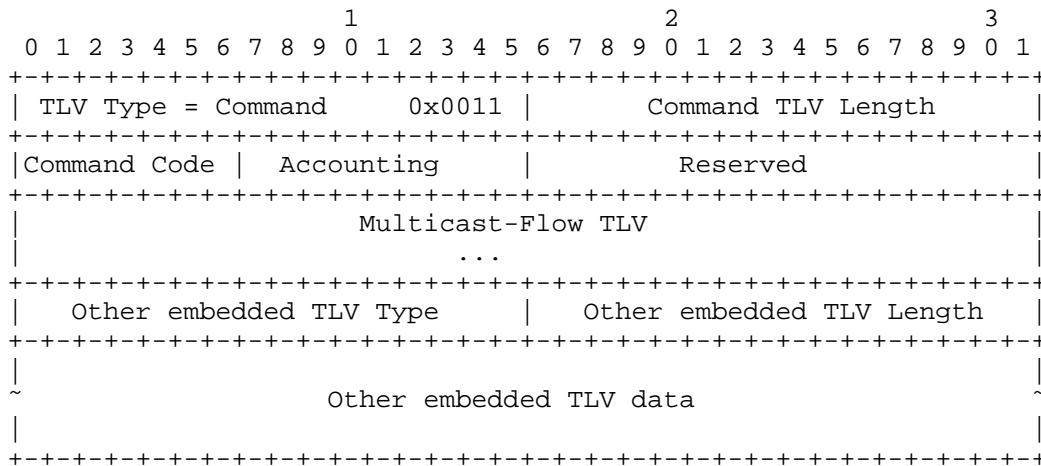 1                   2                   3
 0 1 2 3 4 5 6 7 8 9 0 1 2 3 4 5 6 7 8 9 0 1 2 3 4 5 6 7 8 9 0 1
+-+-+-+-+-+-+-+-+-+-+-+-+-+-+-+-+-+-+-+-+-+-+-+-+-+-+-+-+-+-+-+-+
| TLV Type = Command     0x0011 |       Command TLV Length      |
+-+-+-+-+-+-+-+-+-+-+-+-+-+-+-+-+-+-+-+-+-+-+-+-+-+-+-+-+-+-+-+-+
|Command Code |  Accounting     |         Reserved              |
+-+-+-+-+-+-+-+-+-+-+-+-+-+-+-+-+-+-+-+-+-+-+-+-+-+-+-+-+-+-+-+-+
|                     Multicast-Flow TLV                        |
|                           ...                                 |
+-+-+-+-+-+-+-+-+-+-+-+-+-+-+-+-+-+-+-+-+-+-+-+-+-+-+-+-+-+-+-+-+
|   Other embedded TLV Type     |   Other embedded TLV Length   |
+-+-+-+-+-+-+-+-+-+-+-+-+-+-+-+-+-+-+-+-+-+-+-+-+-+-+-+-+-+-+-+-+
|                                                               |
~                   Other embedded TLV data                     ~
|                                                               |
+-+-+-+-+-+-+-+-+-+-+-+-+-+-+-+-+-+-+-+-+-+-+-+-+-+-+-+-+-+-+-+-+